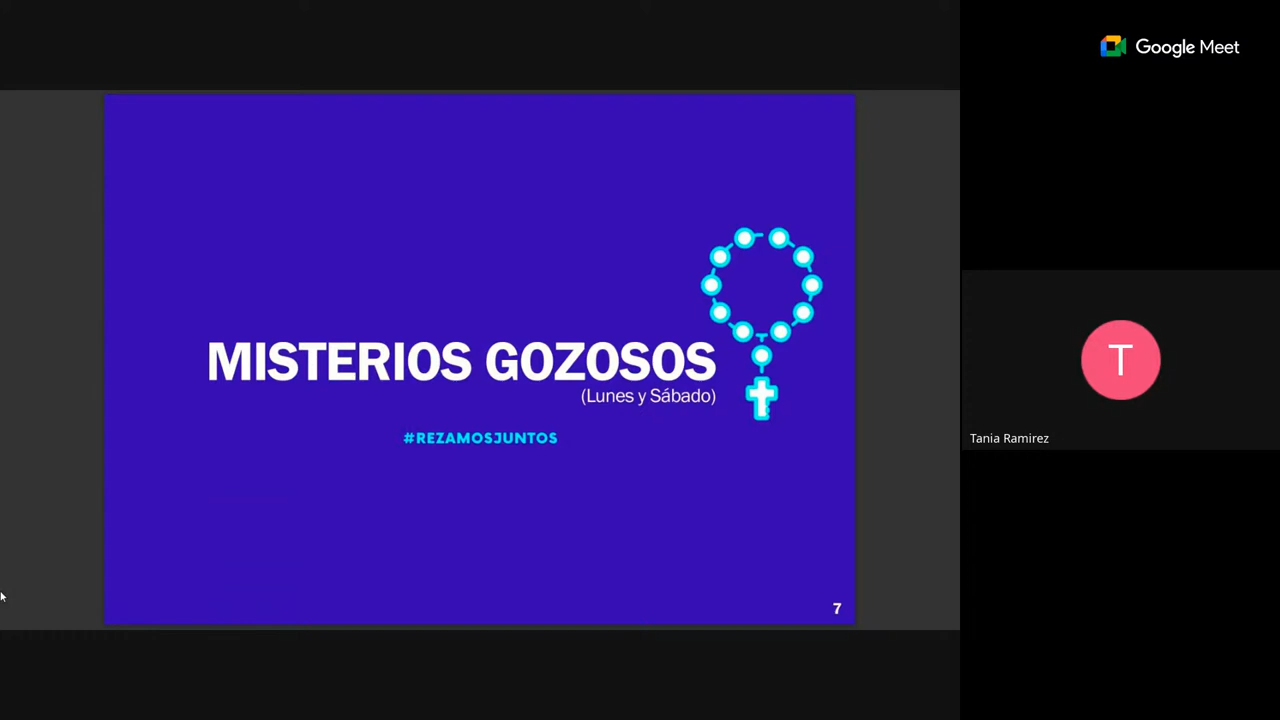 Google Meet
MISTERIOS GOZOSOS
(Lunes y Sábado)
#REZAMOSJUNTOS
7
T
Tania Ramirez